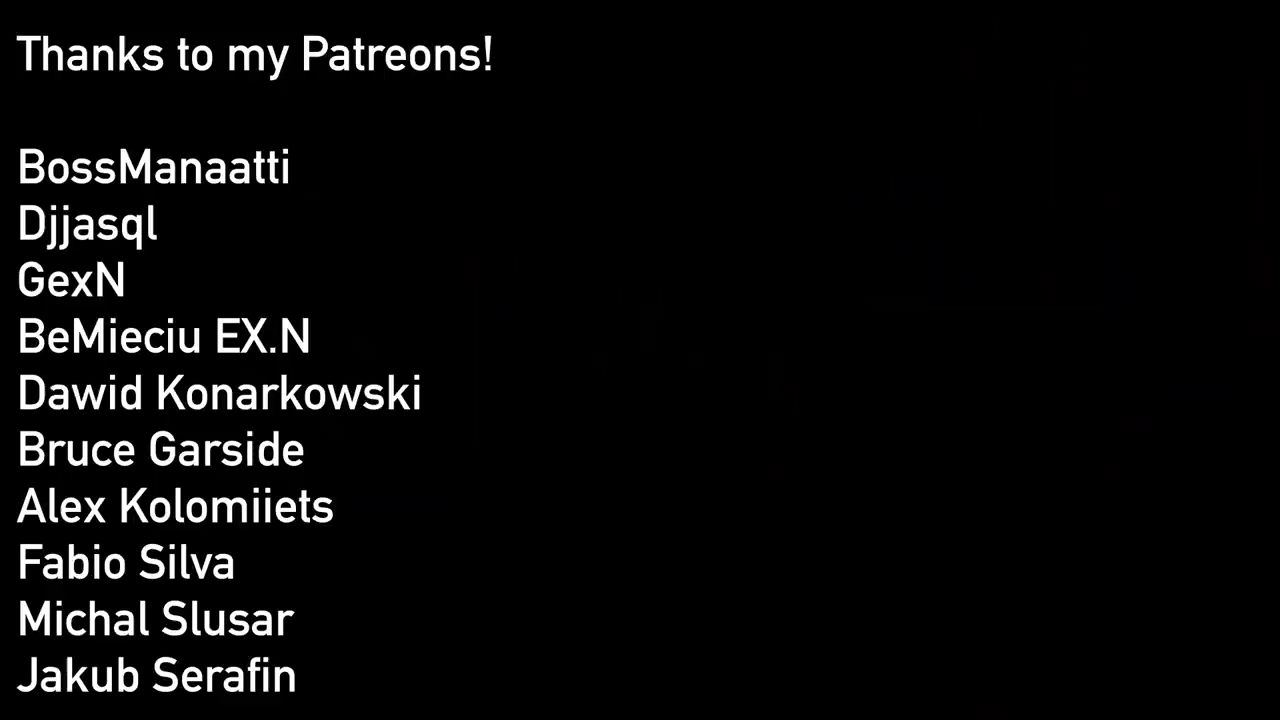 Thanks to my Patreons!
BossManaatti
Djjasql
GexN
BeMieciu EX.N
Dawid Konarkowski
Bruce Garside
Alex Kolomiiets
Fabio Silva
Michal Slusar
Jakub Serafin